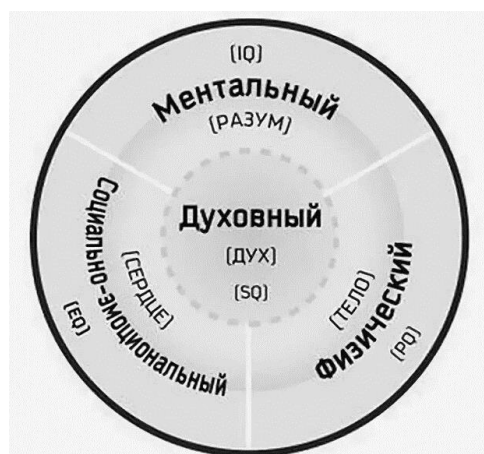 (IQ)
Ментальный
(РАЗУМ)
Духовный
(ДУХ)
(SQ)
Социально-эмоциональный
(СЕРДЦЕ)
(EQ)
Физический
(ТЕЛО)
(PQ)